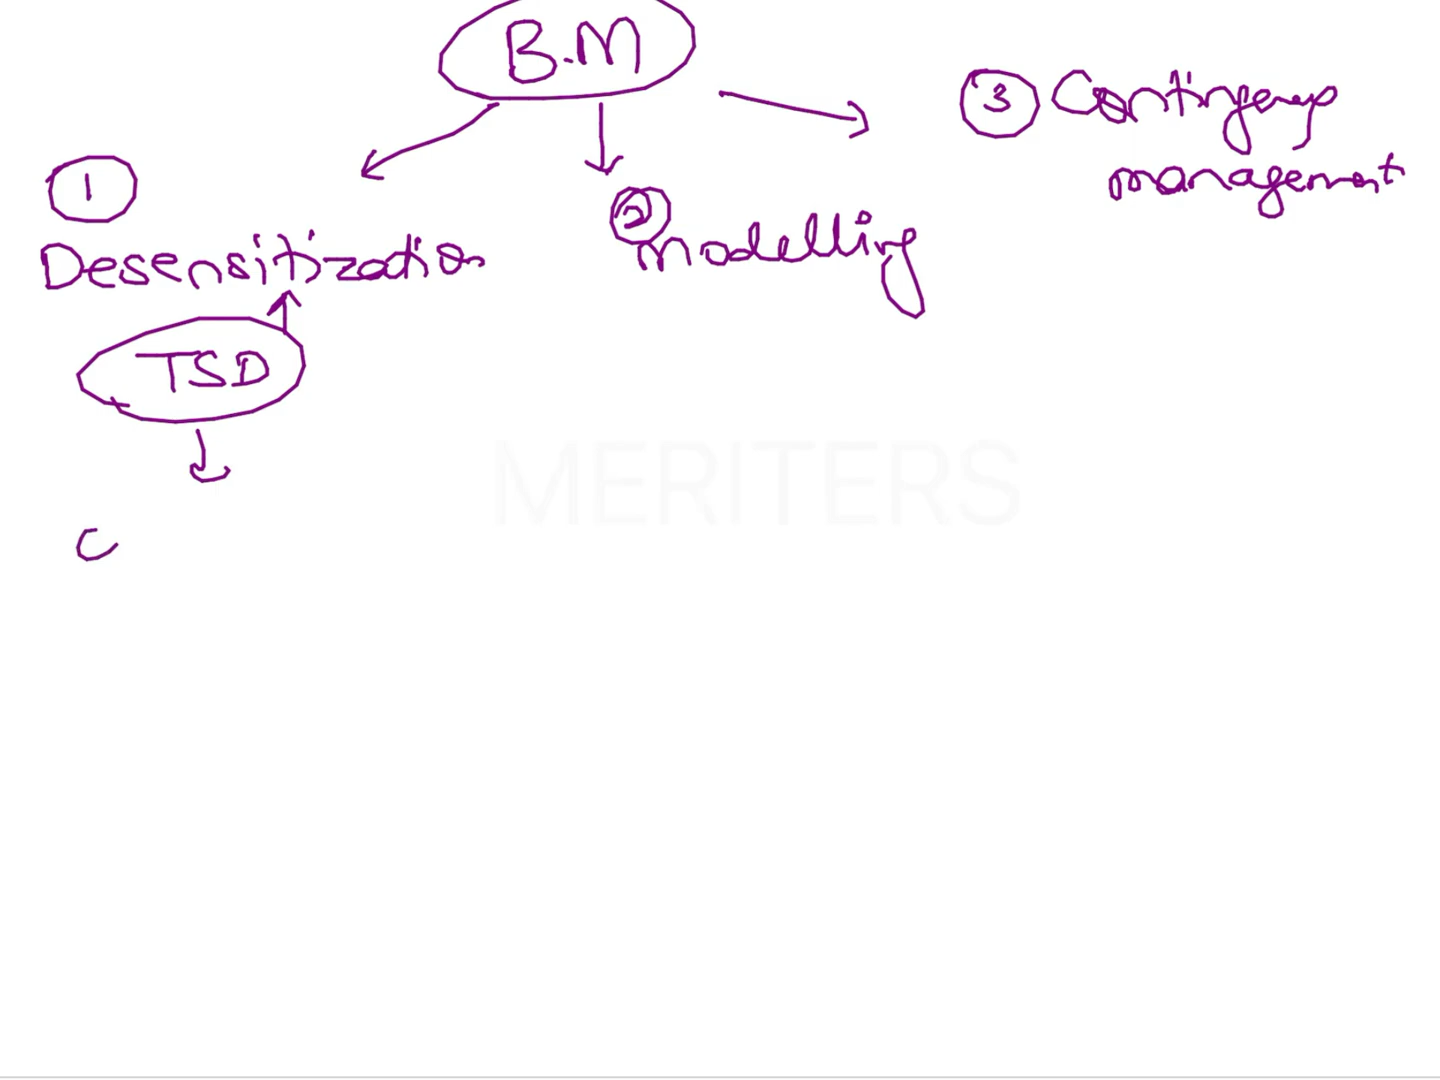 B.M
1
Desensitization
TSD
C
2
modelling
3 Contingency
management
MERITERS